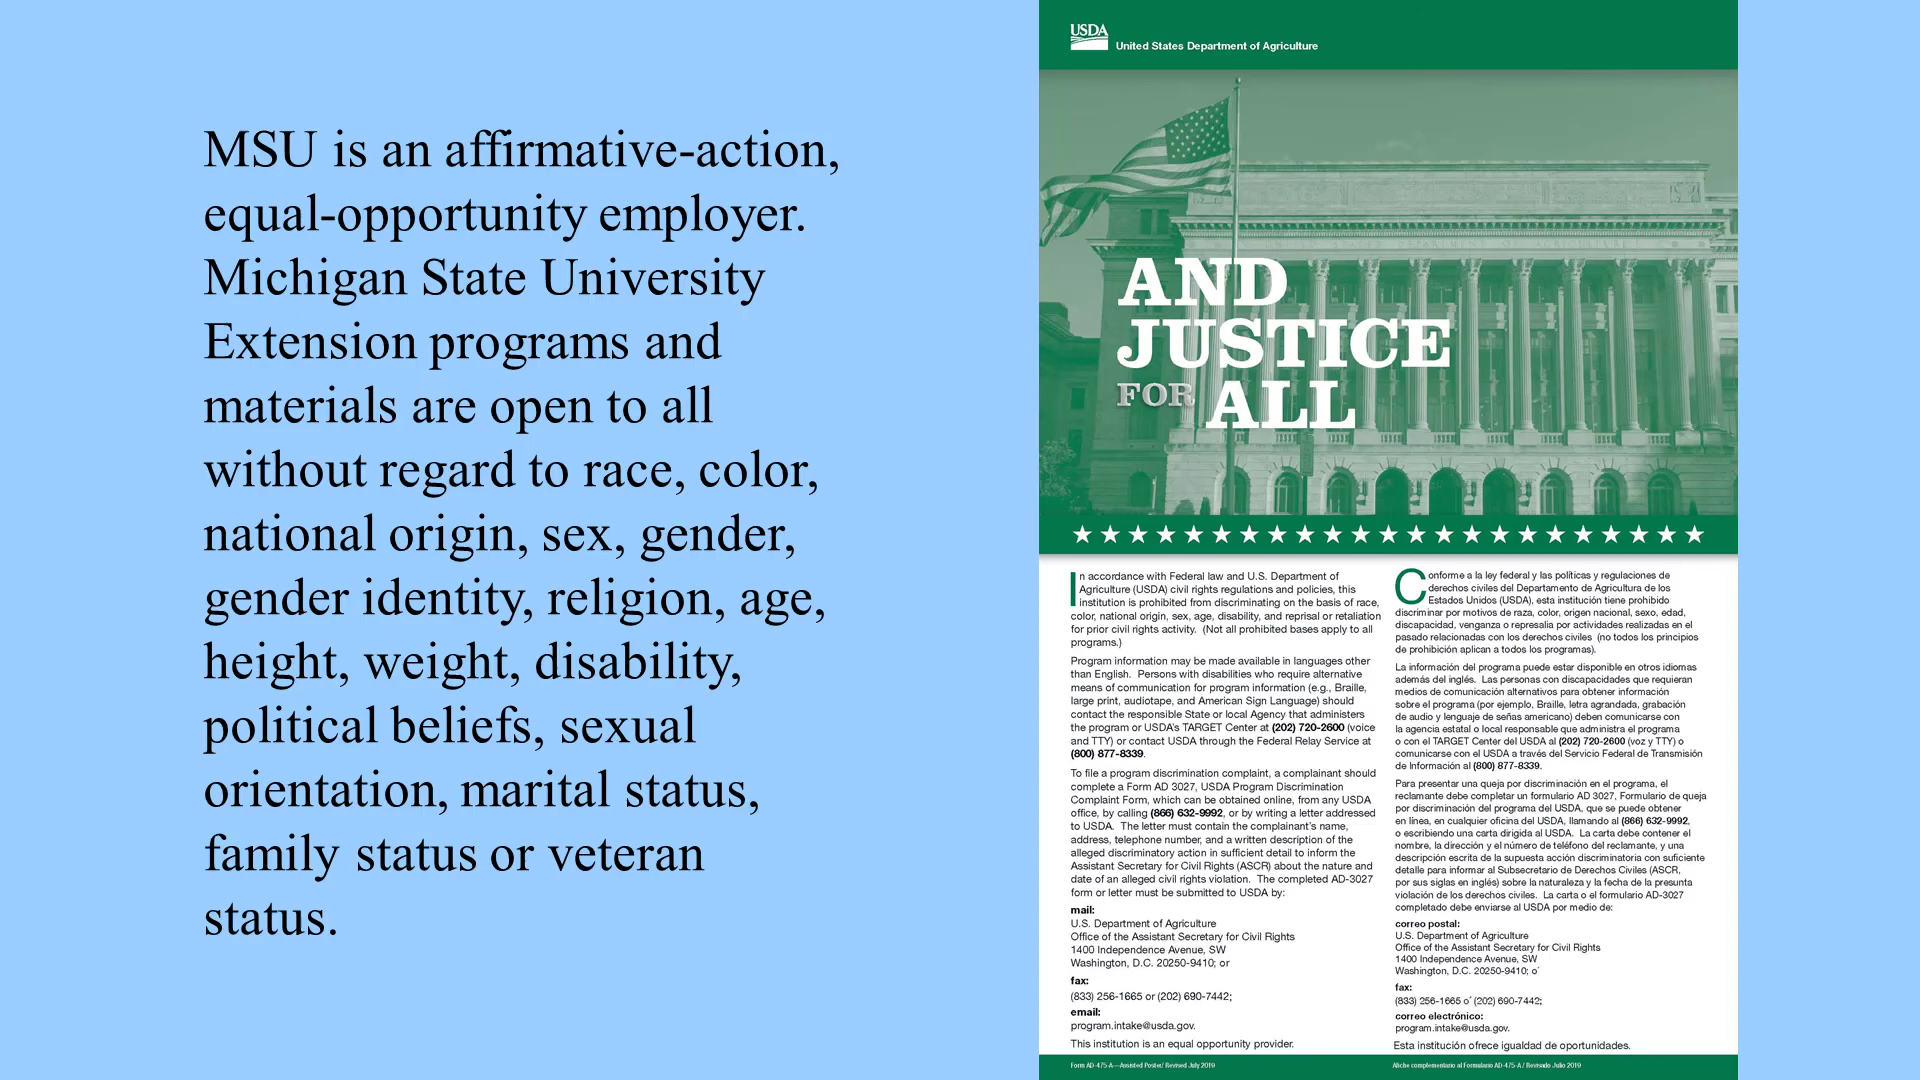 MSU is an affirmative-action,
equal-opportunity employer.
Michigan State University
Extension programs and
materials are open to all
without regard to race, color,
national origin, sex, gender,
gender identity, religion, age,
height, weight, disability,
political beliefs, sexual
orientation, marital status,
family status or veteran
status.
USDA
United States Department of Agriculture
AND
JUSTICE
FOR ALL
In accordance with Federal law and U.S. Department of
Agriculture (USDA) civil rights regulations and policies, this
institution is prohibited from discriminating on the basis of race,
color, national origin, sex, age, disability, and reprisal or retaliation
for prior civil rights activity. (Not all prohibited bases apply to all
programs.)
Program information may be made available in languages other
than English. Persons with disabilities who require alternative
means of communication for program information (e.g., Braille,
large print, audiotape, and American Sign Language) should
contact the responsible State or local Agency that administers
the program or USDA's TARGET Center at (202) 720-2600 (voice
and TTY) or contact USDA through the Federal Relay Service at
(800) 877-8339.
To file a program discrimination complaint, a complainant should
complete a Form AD 3027, USDA Program Discrimination
Complaint Form, which can be obtained online, from any USDA
office, by calling (866) 632-9992, or by writing a letter addressed
to USDA. The letter must contain the complainant's name,
address, telephone number, and a written description of the
alleged discriminatory action in sufficient detail to inform the
Assistant Secretary for Civil Rights (ASCR) about the nature and
date of an alleged civil rights violation. The completed AD-3027
form or letter must be submitted to USDA by:
mail:
U.S. Department of Agriculture
Office of the Assistant Secretary for Civil Rights
1400 Independence Avenue, SW
Washington, D.C. 20250-9410; or
fax:
(833) 256-1665 or (202) 690-7442;
email:
program.intake@usda.gov.
This institution is an equal opportunity provider.
Conforme a la ley federal y las políticas y regulaciones de
derechos civiles del Departamento de Agricultura de los
Estados Unidos (USDA), esta institución tiene prohibido
discriminar por motivos de raza, color, origen nacional, sexo, edad,
discapacidad, venganza o represalia por actividades realizadas en el
pasado relacionadas con los derechos civiles (no todos los principios
de prohibición aplican a todos los programas).
La información del programa puede estar disponible en otros idiomas
además del inglés. Las personas con discapacidades que requieran
medios de comunicación alternativos para obtener información
sobre el programa (por ejemplo, Braille, letra agrandada, grabación
de audio y lenguaje de señas americano) deben comunicarse con
la agencia estatal o local responsable que administra el programa
o con el TARGET Center del USDA al (202) 720-2600 (voz y TTY) o
comunicarse con el USDA a través del Servicio Federal de Transmisión
de Información al (800) 877-8339.
Para presentar una queja por discriminación en el programa, el
reclamante debe completar un formulario AD 3027, Formulario de queja
por discriminación del programa del USDA, que se puede obtener
en línea, en cualquier oficina del USDA, llamando al (866) 632-9992,
o escribiendo una carta dirigida al USDA. La carta debe contener el
nombre, la dirección y el número de teléfono del reclamante, y una
descripción escrita de la supuesta acción discriminatoria con suficiente
detalle para informar al Subsecretario de Derechos Civiles (ASCR,
por sus siglas en inglés) sobre la naturaleza y la fecha de la presunta
violación de los derechos civiles. La carta o el formulario AD-3027
completado debe enviarse al USDA por medio de:
correo postal:
U.S. Department of Agriculture
Office of the Assistant Secretary for Civil Rights
1400 Independence Avenue, SW
Washington, D.C. 20250-9410; o´
fax:
(833) 256-1665 o´ (202) 690-7442;
correo electrónico:
program.intake@usda.gov.
Esta institución ofrece igualdad de oportunidades.
Form AD-475-A—Assisted Poster/ Revised July 2019
Afiche complementario al Formulario AD-475-A / Revisado Julio 2019